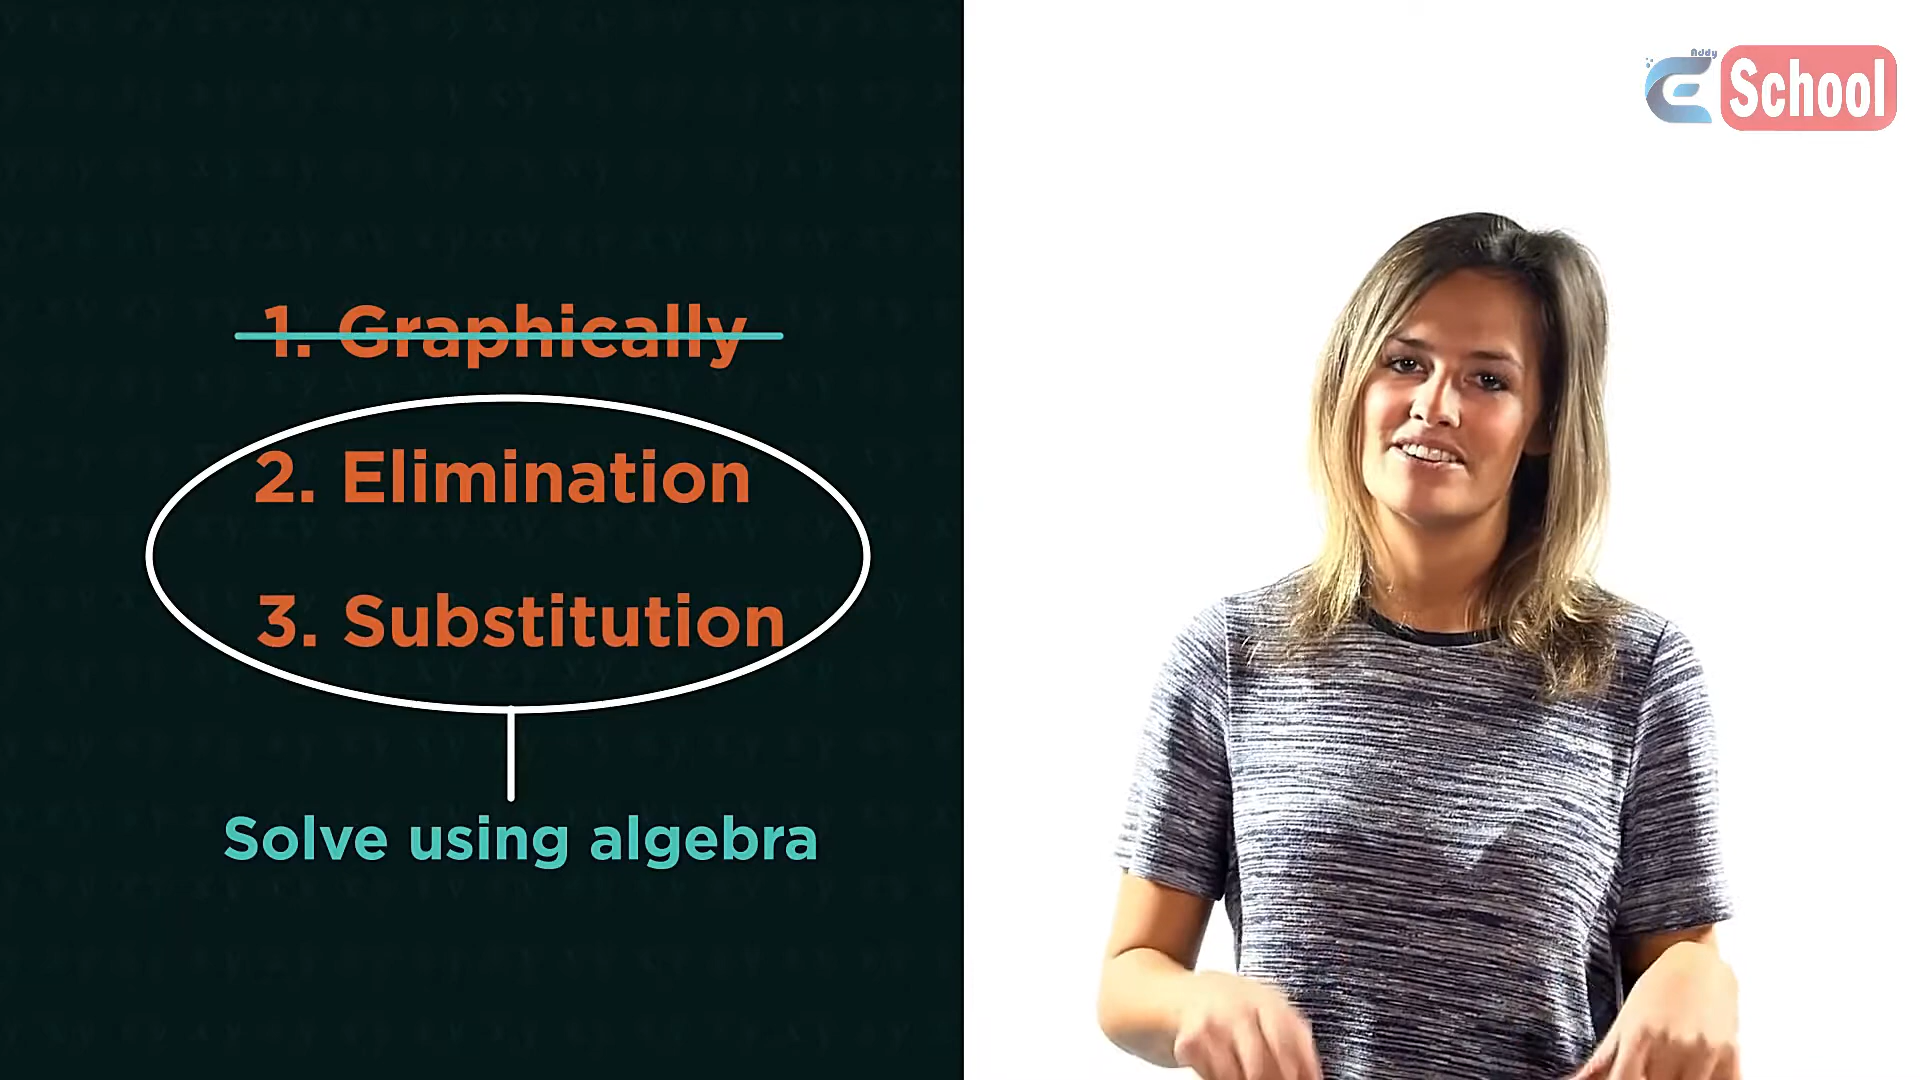 1. Graphically
2. Elimination
3. Substitution
Solve using algebra
Addy
School